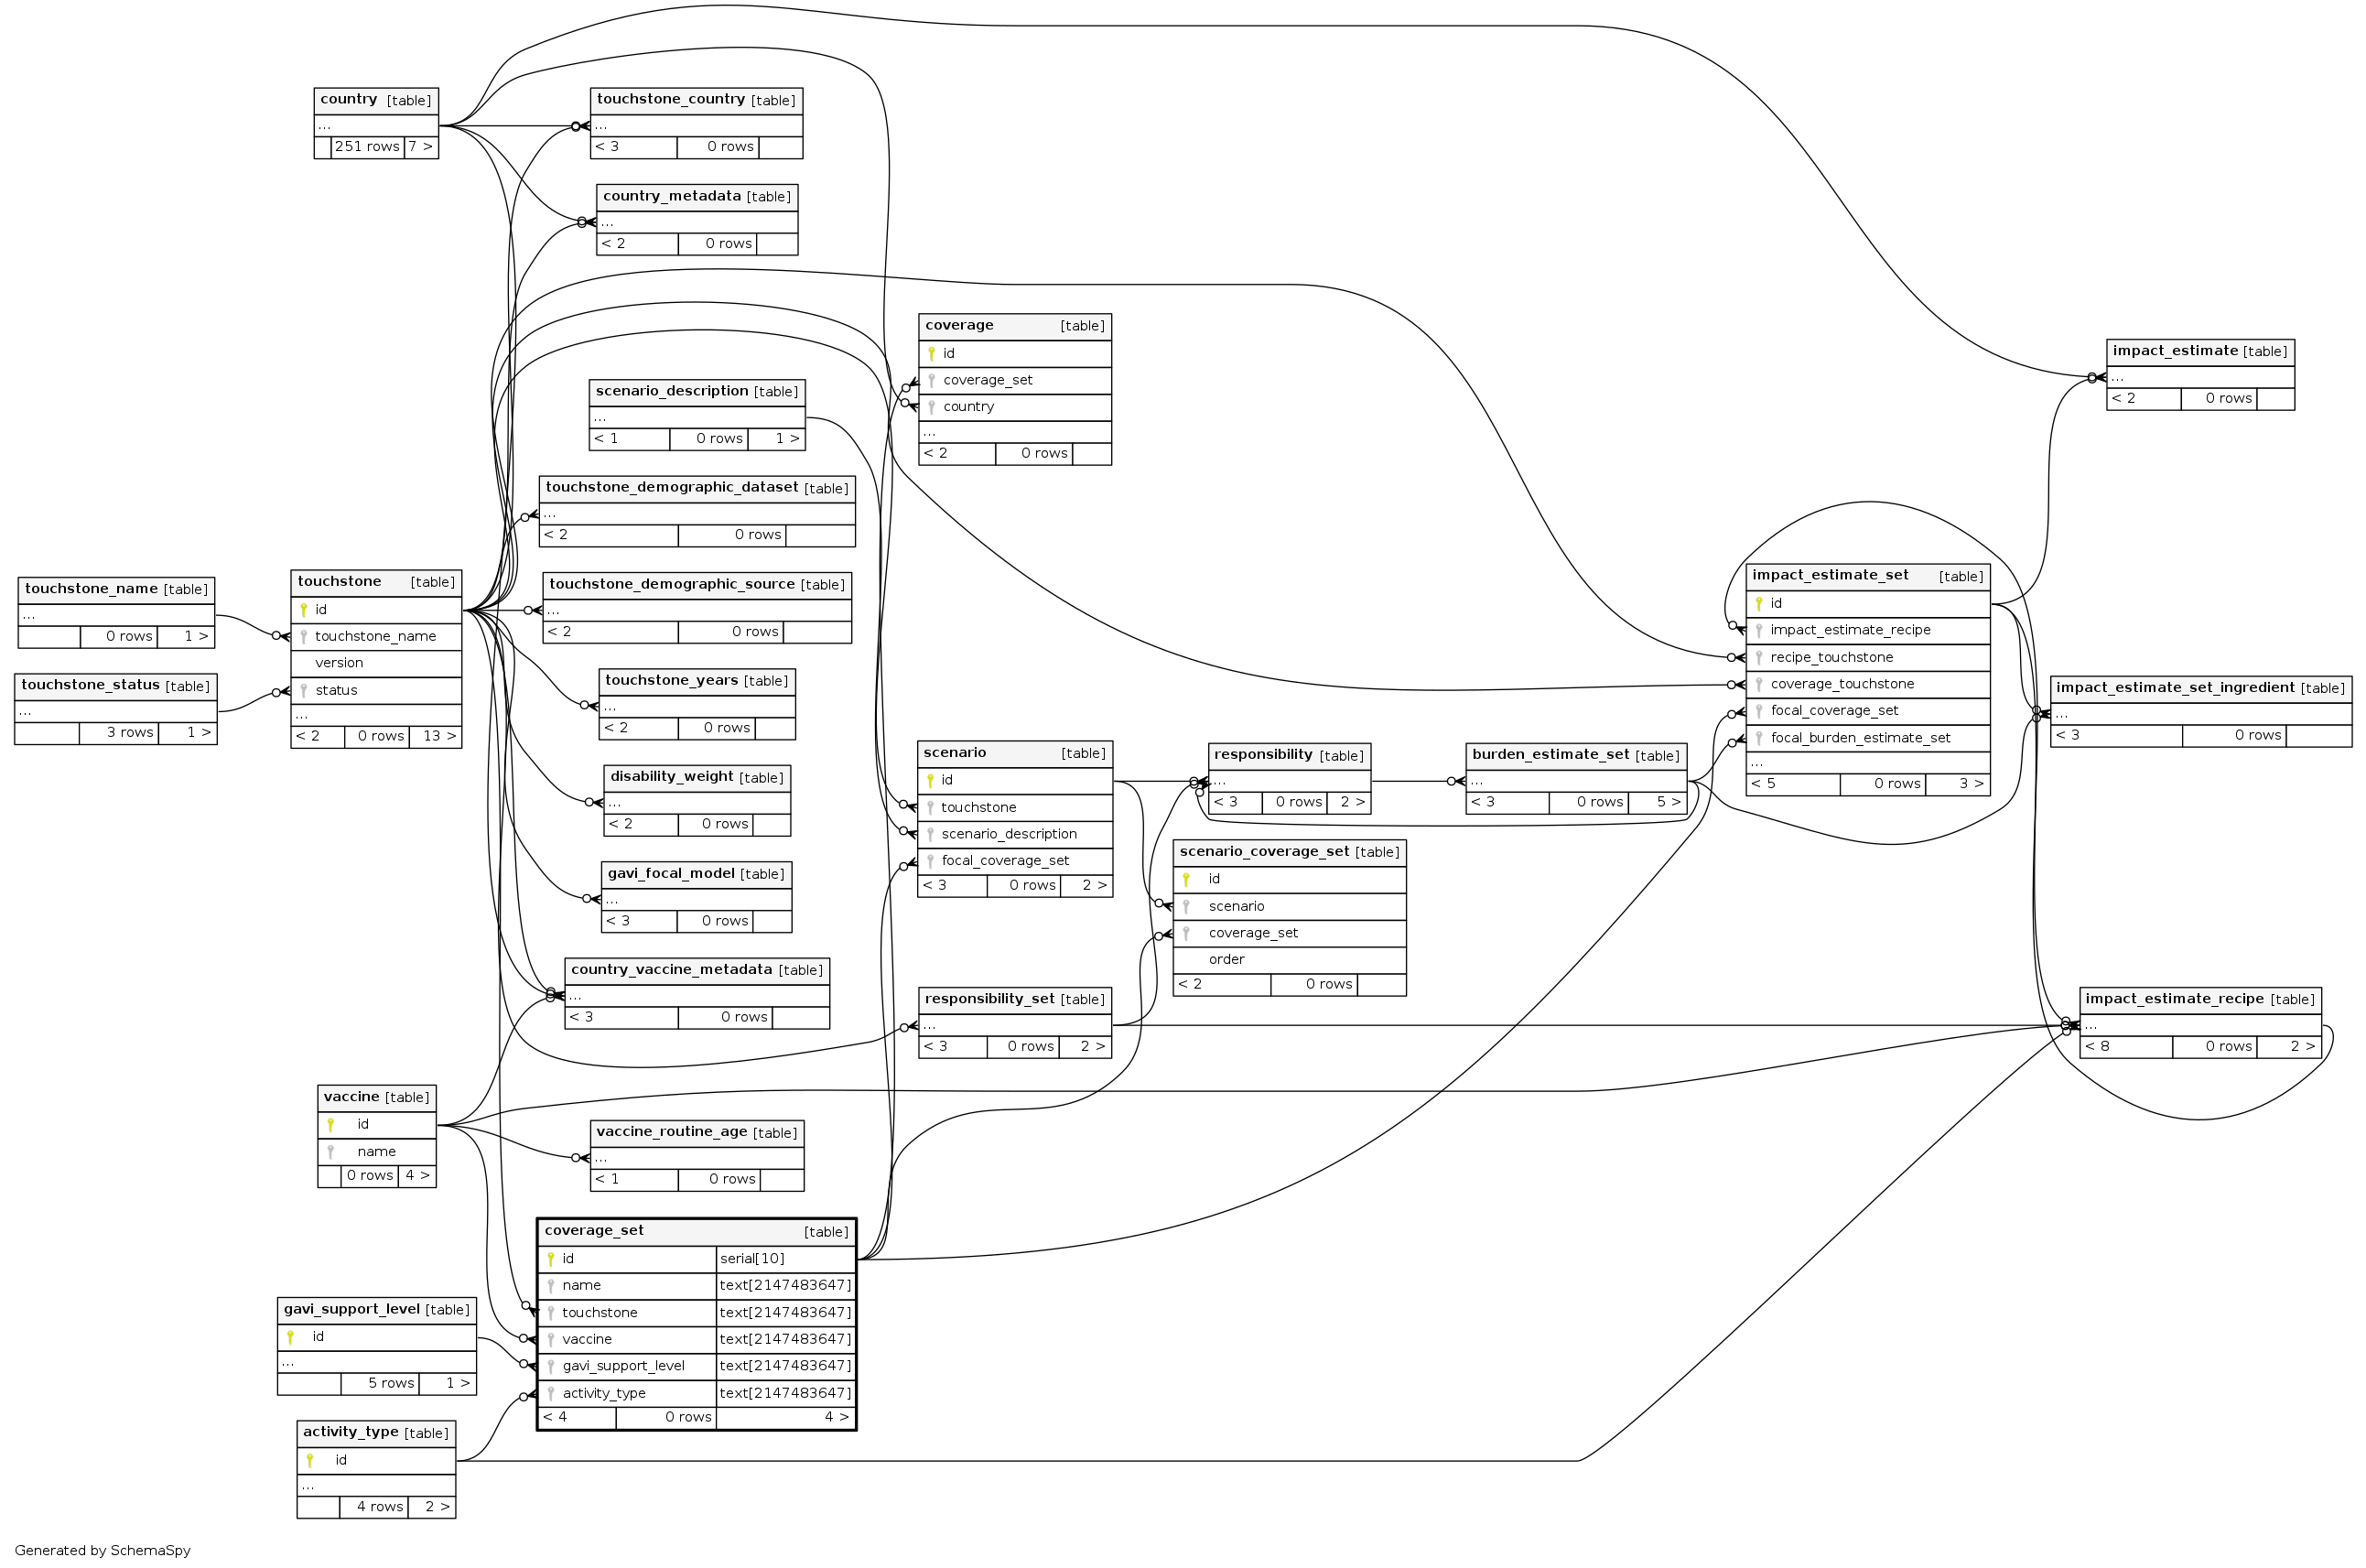 country [table]
...
251 rows 7 >
touchstone_country [table]
...
< 3 0 rows
country_metadata [table]
...
< 2 0 rows
coverage [table]
id
coverage_set
country
...
< 2 0 rows
impact_estimate [table]
...
< 2 0 rows
scenario_description [table]
...
< 1 0 rows 1 >
touchstone_demographic_dataset [table]
...
< 2 0 rows
touchstone_name [table]
...
0 rows 1 >
touchstone_status [table]
...
3 rows 1 >
touchstone [table]
id
touchstone_name
version
status
...
< 2 0 rows 13 >
touchstone_demographic_source [table]
...
< 2 0 rows
touchstone_years [table]
...
< 2 0 rows
disability_weight [table]
...
< 2 0 rows
gavi_focal_model [table]
...
< 3 0 rows
country_vaccine_metadata [table]
...
< 3 0 rows
scenario [table]
id
touchstone
scenario_description
focal_coverage_set
< 3 0 rows 2 >
responsibility [table]
...
< 3 0 rows 2 >
burden_estimate_set [table]
...
< 3 0 rows 5 >
impact_estimate_set [table]
id
impact_estimate_recipe
recipe_touchstone
coverage_touchstone
focal_coverage_set
focal_burden_estimate_set
...
< 5 0 rows 3 >
impact_estimate_set_ingredient [table]
...
< 3 0 rows
scenario_coverage_set [table]
id
scenario
coverage_set
order
< 2 0 rows
responsibility_set [table]
...
< 3 0 rows 2 >
impact_estimate_recipe [table]
...
< 8 0 rows 2 >
vaccine [table]
id
name
0 rows 4 >
vaccine_routine_age [table]
...
< 1 0 rows
coverage_set [table]
id serial[10]
name text[2147483647]
touchstone text[2147483647]
vaccine text[2147483647]
gavi_support_level text[2147483647]
activity_type text[2147483647]
< 4 0 rows 4 >
gavi_support_level [table]
id
...
5 rows 1 >
activity_type [table]
id
...
4 rows 2 >
Generated by SchemaSpy